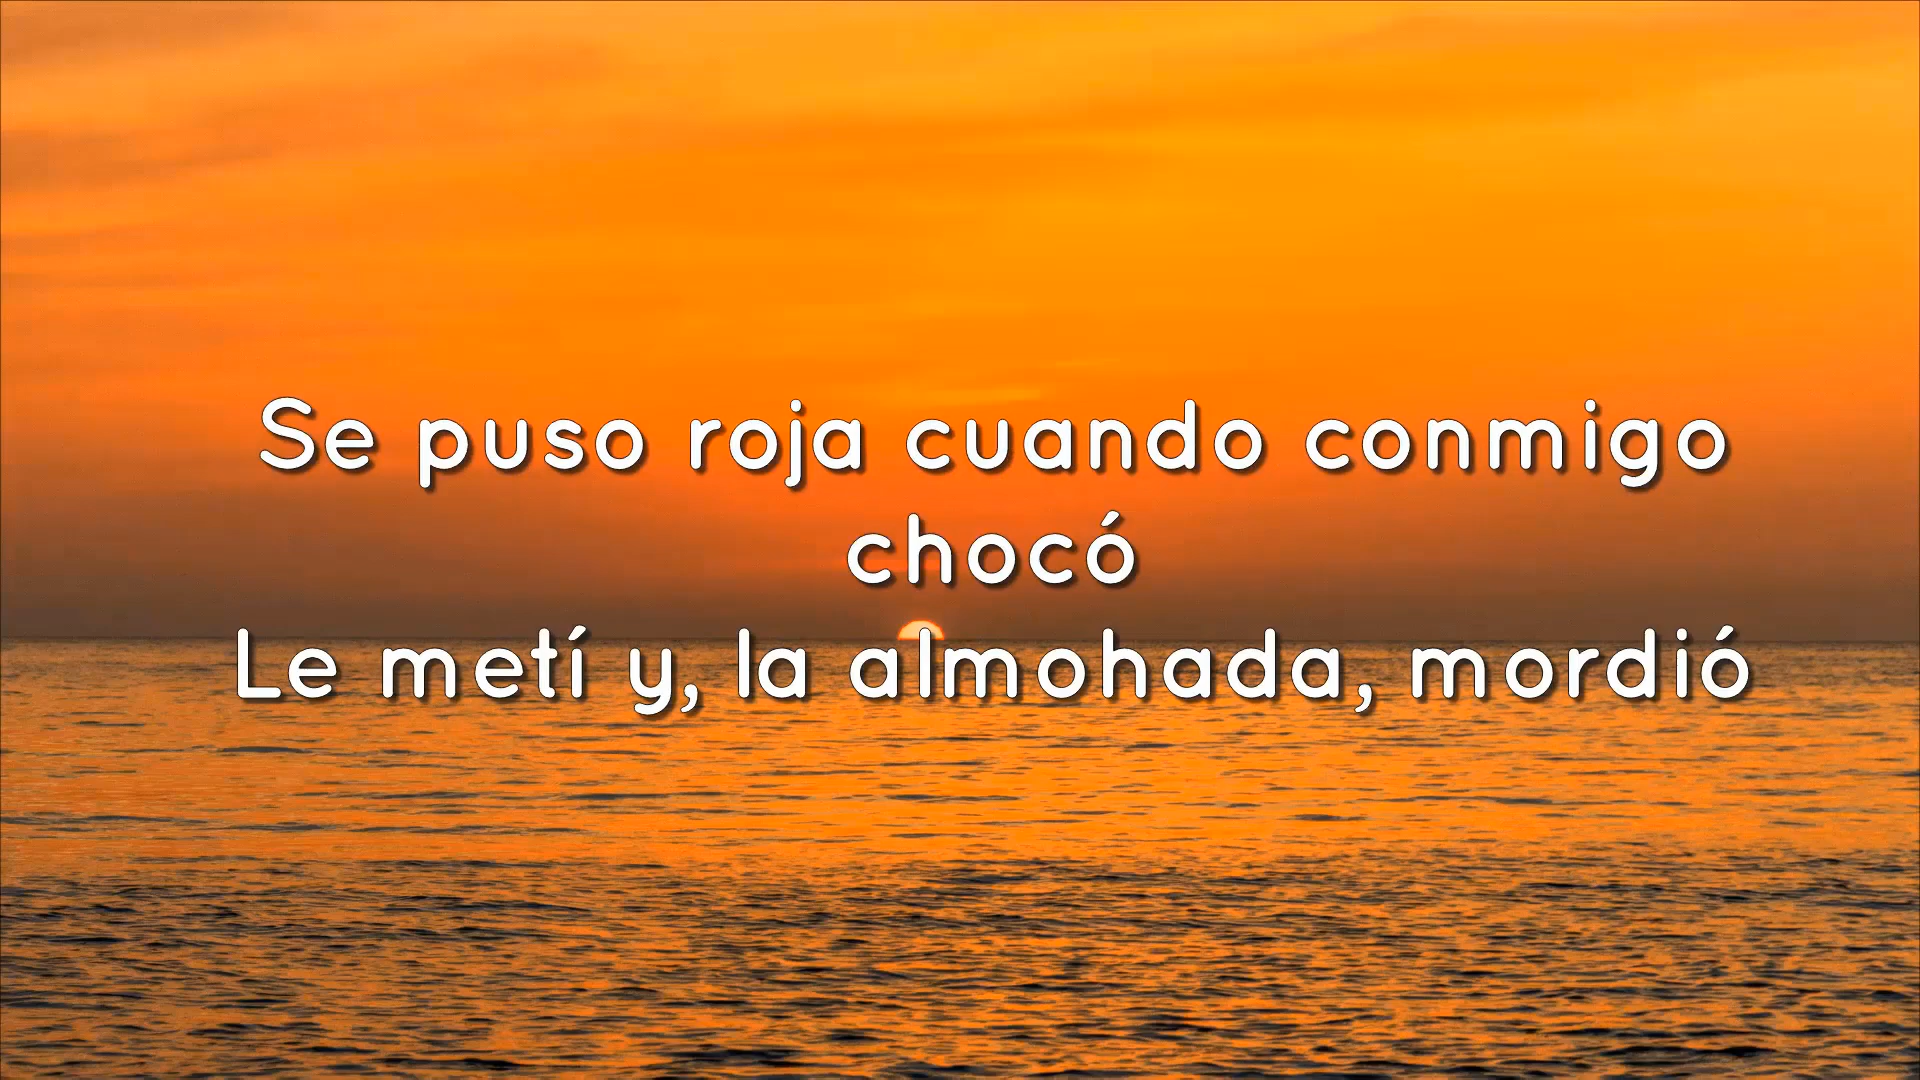 Se puso roja cuando conmigo
chocó
Le metí y, la almohada, mordió